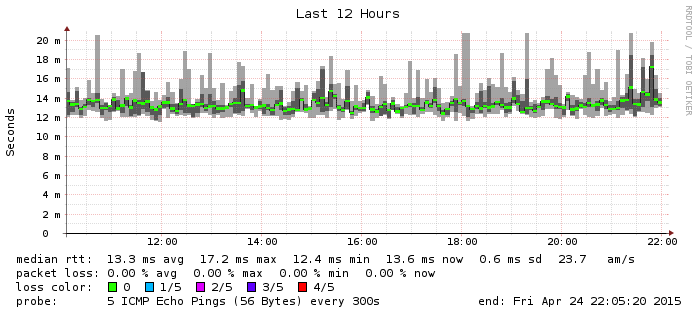 Last 12 Hours
RRDTOOL / TOBI OETIKER
Seconds
20 m
18 m
16 m
14 m
12 m
10 m
8 m
6 m
4 m
2 m
0
12:00 14:00 16:00 18:00 20:00 22:00
median rtt: 13.3 ms avg 17.2 ms max 12.4 ms min 13.6 ms now 0.6 ms sd 23.7 am/s
packet loss: 0.00 % avg 0.00 % max 0.00 % min 0.00 % now
loss color: 0 1/5 2/5 3/5 4/5
probe: 5 ICMP Echo Pings (56 Bytes) every 300s end: Fri Apr 24 22:05:20 2015